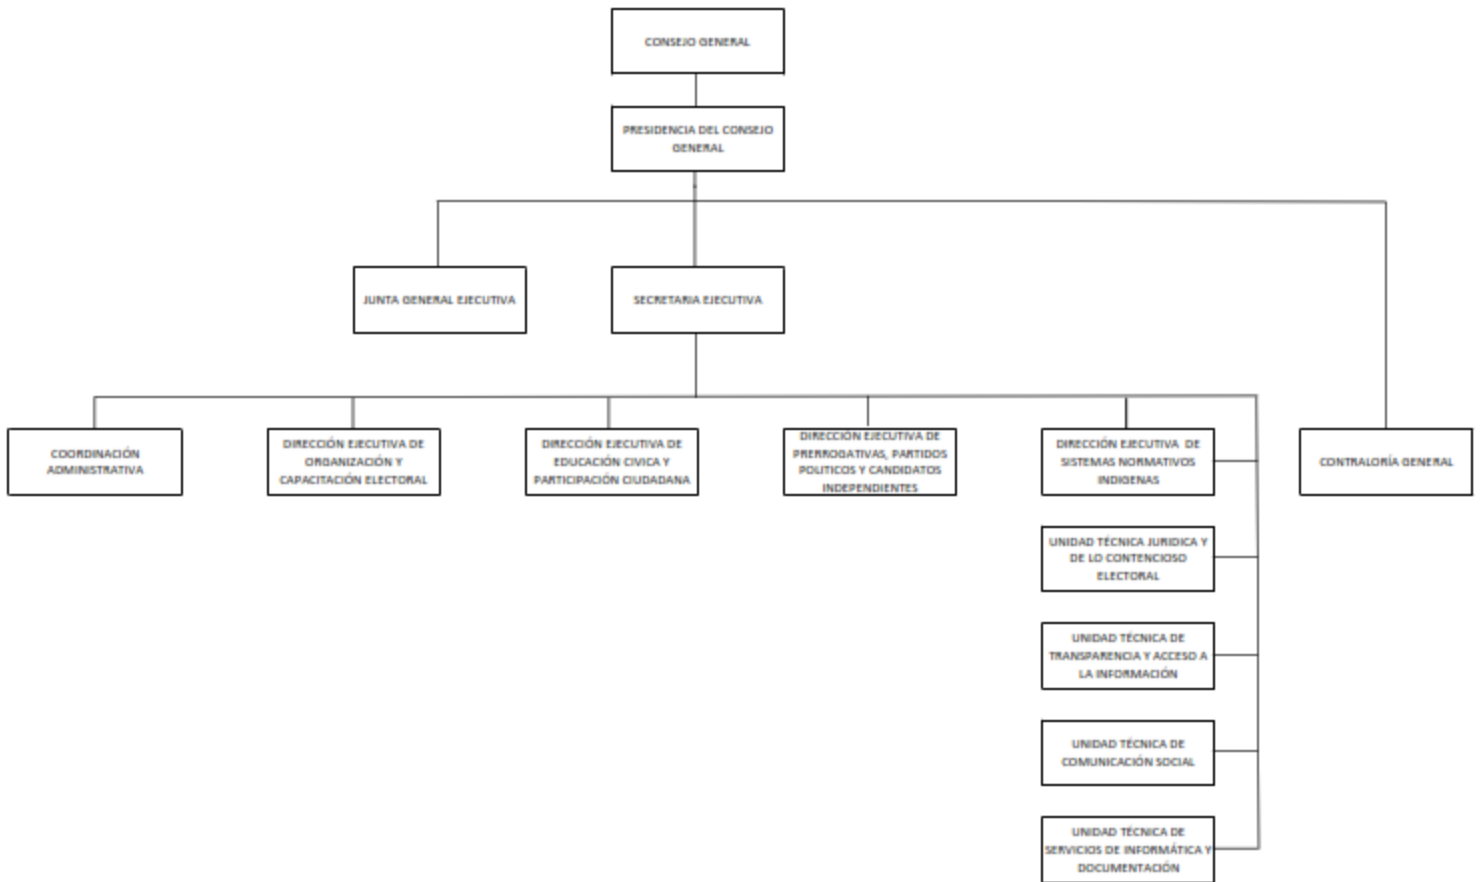 CONSEJO GENERAL
PRESIDENCIA DEL CONSEJO
GENERAL
JUNTA GENERAL EJECUTIVA
SECRETARIA EJECUTIVA
COORDINACIÓN
ADMINISTRATIVA
DIRECCIÓN EJECUTIVA DE
ORGANIZACIÓN Y
CAPACITACIÓN ELECTORAL
DIRECCIÓN EJECUTIVA DE
EDUCACIÓN CIVICA Y
PARTICIPACIÓN CIUDADANA
DIRECCIÓN EJECUTIVA DE
PRERROGATIVAS, PARTIDOS
POLITICOS Y CANDIDATOS
INDEPENDIENTES
DIRECCIÓN EJECUTIVA DE
SISTEMAS NORMATIVOS
INDIGENAS
CONTRALORÍA GENERAL
UNIDAD TÉCNICA JURIDICA Y
DE LO CONTENCIOSO
ELECTORAL
UNIDAD TÉCNICA DE
TRANSPARENCIA Y ACCESO A
LA INFORMACIÓN
UNIDAD TÉCNICA DE
COMUNICACIÓN SOCIAL
UNIDAD TÉCNICA DE
SERVICIOS DE INFORMÁTICA Y
DOCUMENTACIÓN